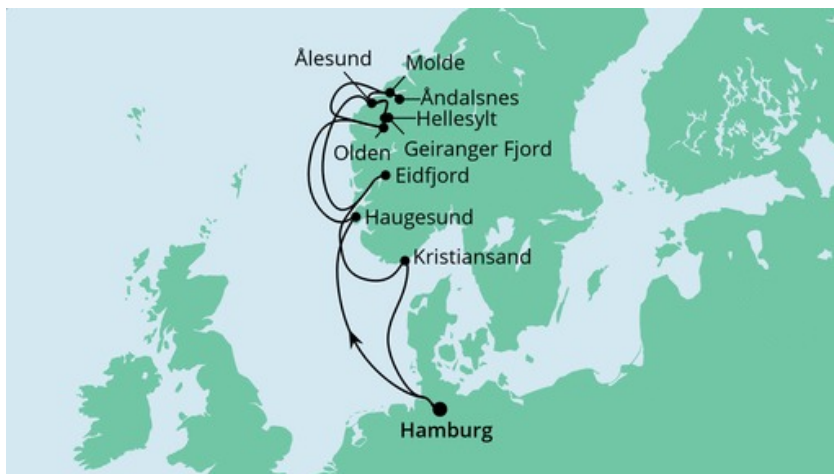 Ålesund
Molde
Åndalsnes
Hellesylt
Olden
Geiranger Fjord
Eidfjord
Haugesund
Kristiansand
Hamburg